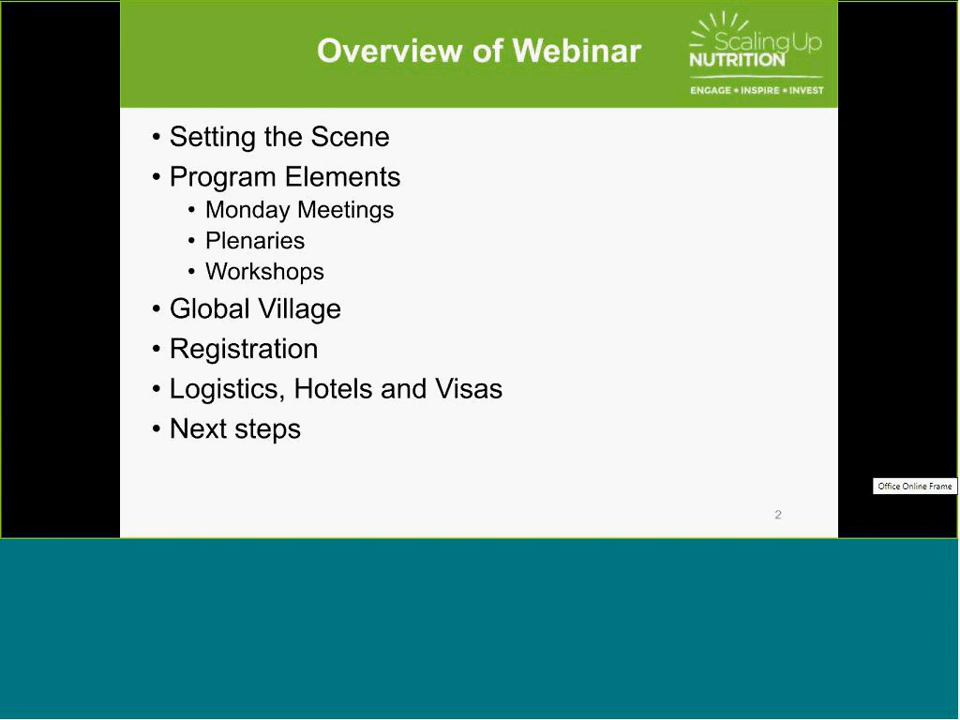 Overview of Webinar
Scaling Up
NUTRITION
ENGAGE • INSPIRE • INVEST
• Setting the Scene
• Program Elements
• Monday Meetings
• Plenaries
• Workshops
• Global Village
• Registration
• Logistics, Hotels and Visas
• Next steps
Office Online Frame
2